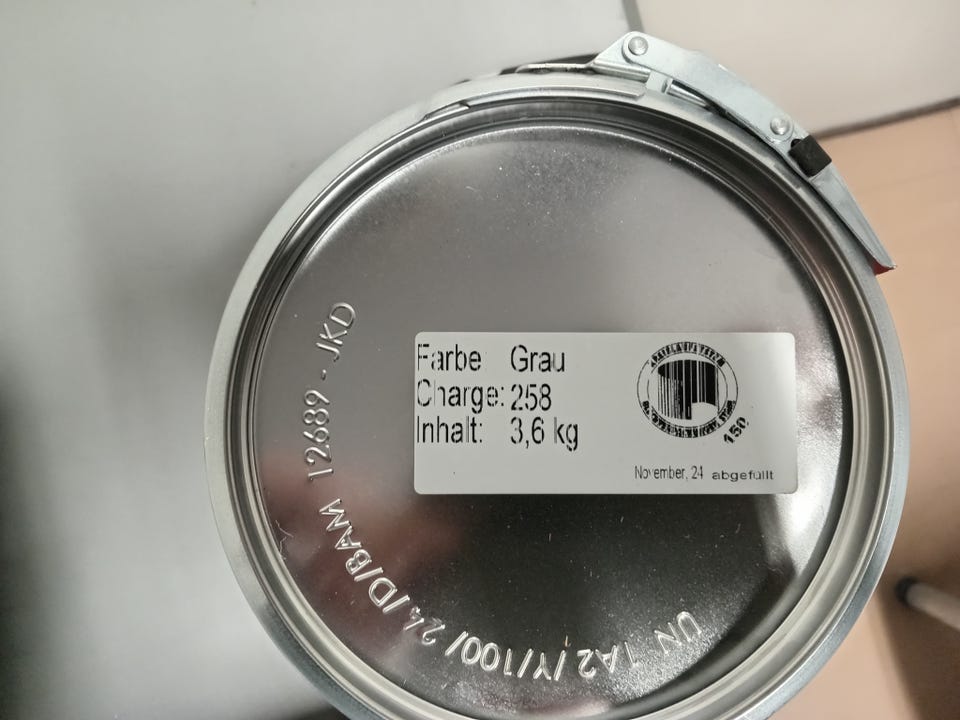 Farbe Grau
Charge: 258
Inhalt: 3,6 kg
150
November, 24 abgefüllt
UN 1A2/Y/100/24/D/BAM 12689-JKD